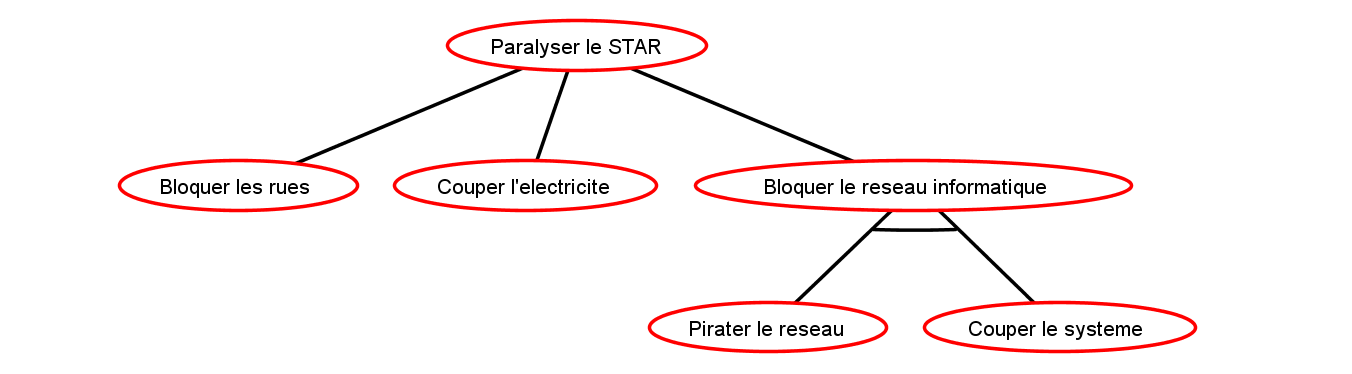 Paralyser le STAR
Bloquer les rues
Couper l'electricite
Bloquer le reseau informatique
Pirater le reseau
Couper le systeme